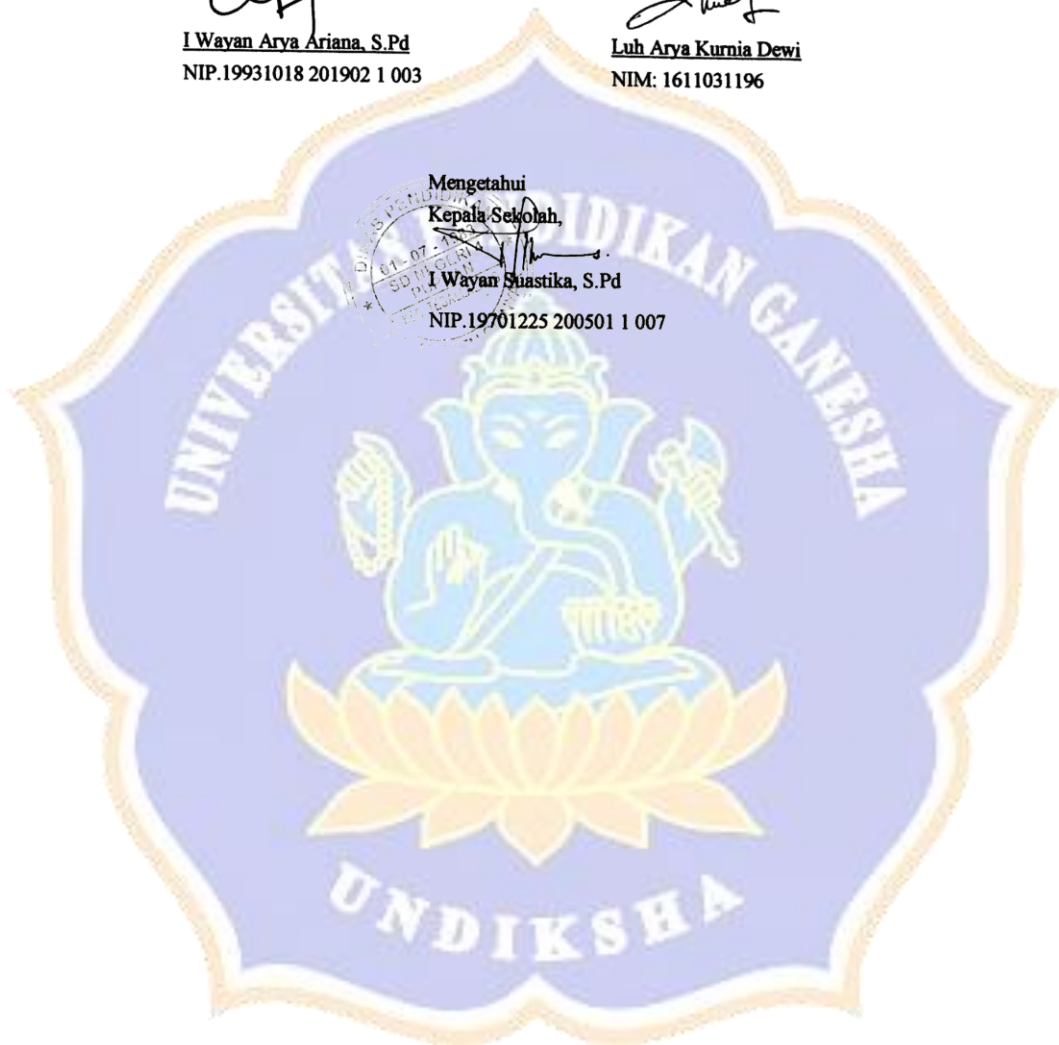 I Wayan Arya Ariana, S.Pd
NIP.19931018 201902 1 003
Luh Arya Kurnia Dewi
NIM: 1611031196
Mengetahui
Kepala Sekolah,
I Wayan Suastika, S.Pd
NIP.19701225 200501 1 007
UNIVERSITAS PENDIDIKAN GANESHA
UNDIKSHA